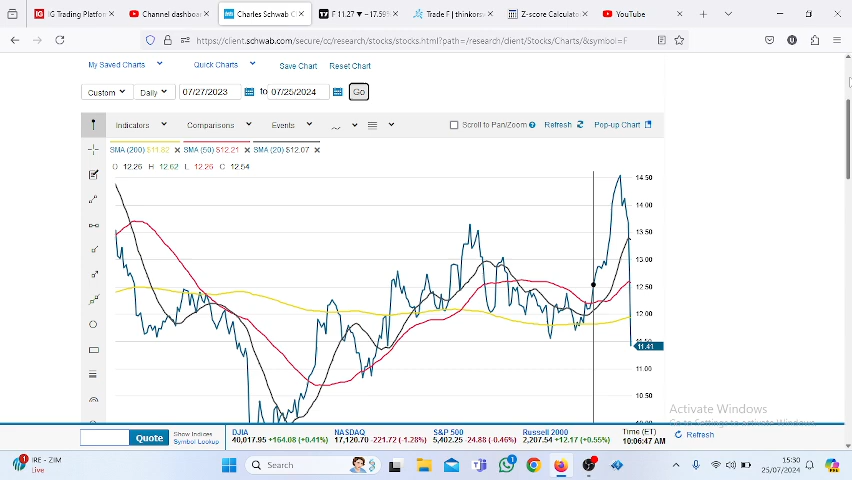 IG Trading Platfor
Channel dashboar
Charles Schwab C
F 11.27 ▼ −17.59
Trade F | thinkors
Z-score Calculato
YouTube
https://client.schwab.com/secure/cc/research/stocks/stocks.html?path=/research/client/Stocks/Charts/&symbol=F
My Saved Charts Quick Charts Save Chart Reset Chart
Custom Daily 07/27/2023 to 07/25/2024 Go
Indicators Comparisons Events Scroll to Pan/Zoom Refresh Pop-up Chart
SMA (200) $11.82 SMA (50) $12.21 SMA (20) $12.07
O 12.26 H 12.62 L 12.26 C 12.54
14.50
14.00
13.50
13.00
12.50
12.00
11.50
11.41
11.00
10.50
10.00
Activate Windows
Quote
Show Indices
Symbol Lookup
DJIA
40,017.95 +164.08 (+0.41%)
NASDAQ
17,120.70 -221.72 (-1.28%)
S&P 500
5,402.25 -24.88 (-0.46%)
Russell 2000
2,207.54 +12.17 (+0.55%)
Time (ET)
10:06:47 AM
Refresh
1
IRE - ZIM
Live
Search
1
15:30
25/07/2024